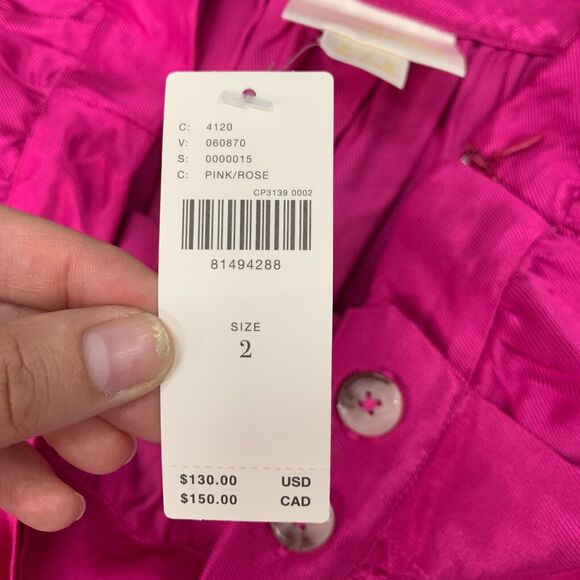 C: 4120
V: 060870
S: 0000015
C: PINK/ROSE
CP3139 0002
81494288
SIZE
2
$130.00 USD
$150.00 CAD